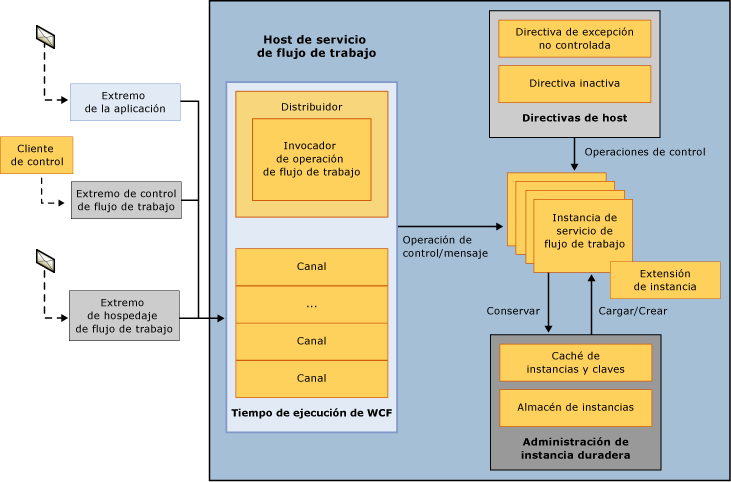 Host de servicio
de flujo de trabajo
Extremo
de la aplicación
Cliente
de control
Extremo de control
de flujo de trabajo
Extremo
de hospedaje
de flujo de trabajo
Distribuidor
Invocador
de operación
de flujo de trabajo
Canal
...
Canal
Canal
Tiempo de ejecución de WCF
Operación de
control/mensaje
Directiva de excepción
no controlada
Directiva inactiva
Directivas de host
Operaciones de control
Instancia de
servicio de
flujo de trabajo
Extensión
de instancia
Conservar
Cargar/Crear
Caché de
instancias y claves
Almacén de instancias
Administración de
instancia duradera